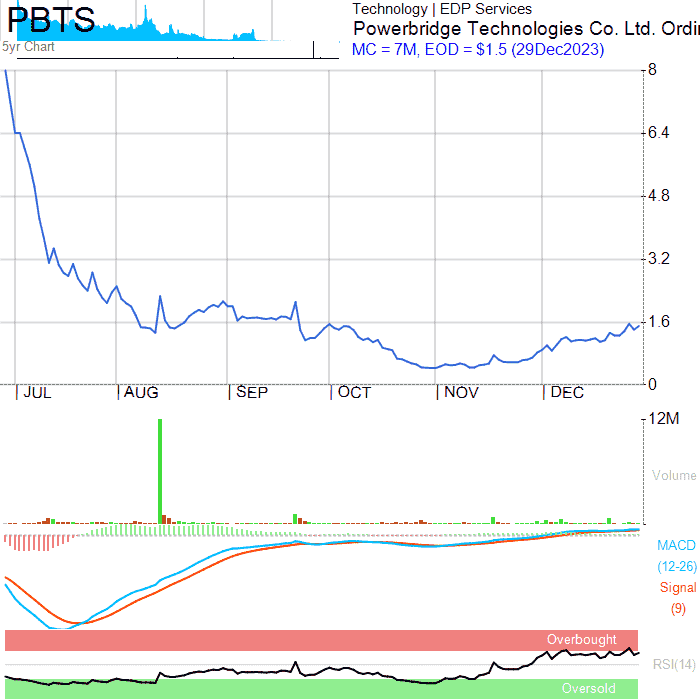 PBTS
5yr Chart
Technology | EDP Services
Powerbridge Technologies Co. Ltd. Ordi
MC = 7M, EOD = $1.5 (29Dec2023)
8
6.4
4.8
3.2
1.6
0
JUL AUG SEP OCT NOV DEC
12M
Volume
MACD
(12-26)
Signal
(9)
Overbought
RSI(14)
Oversold